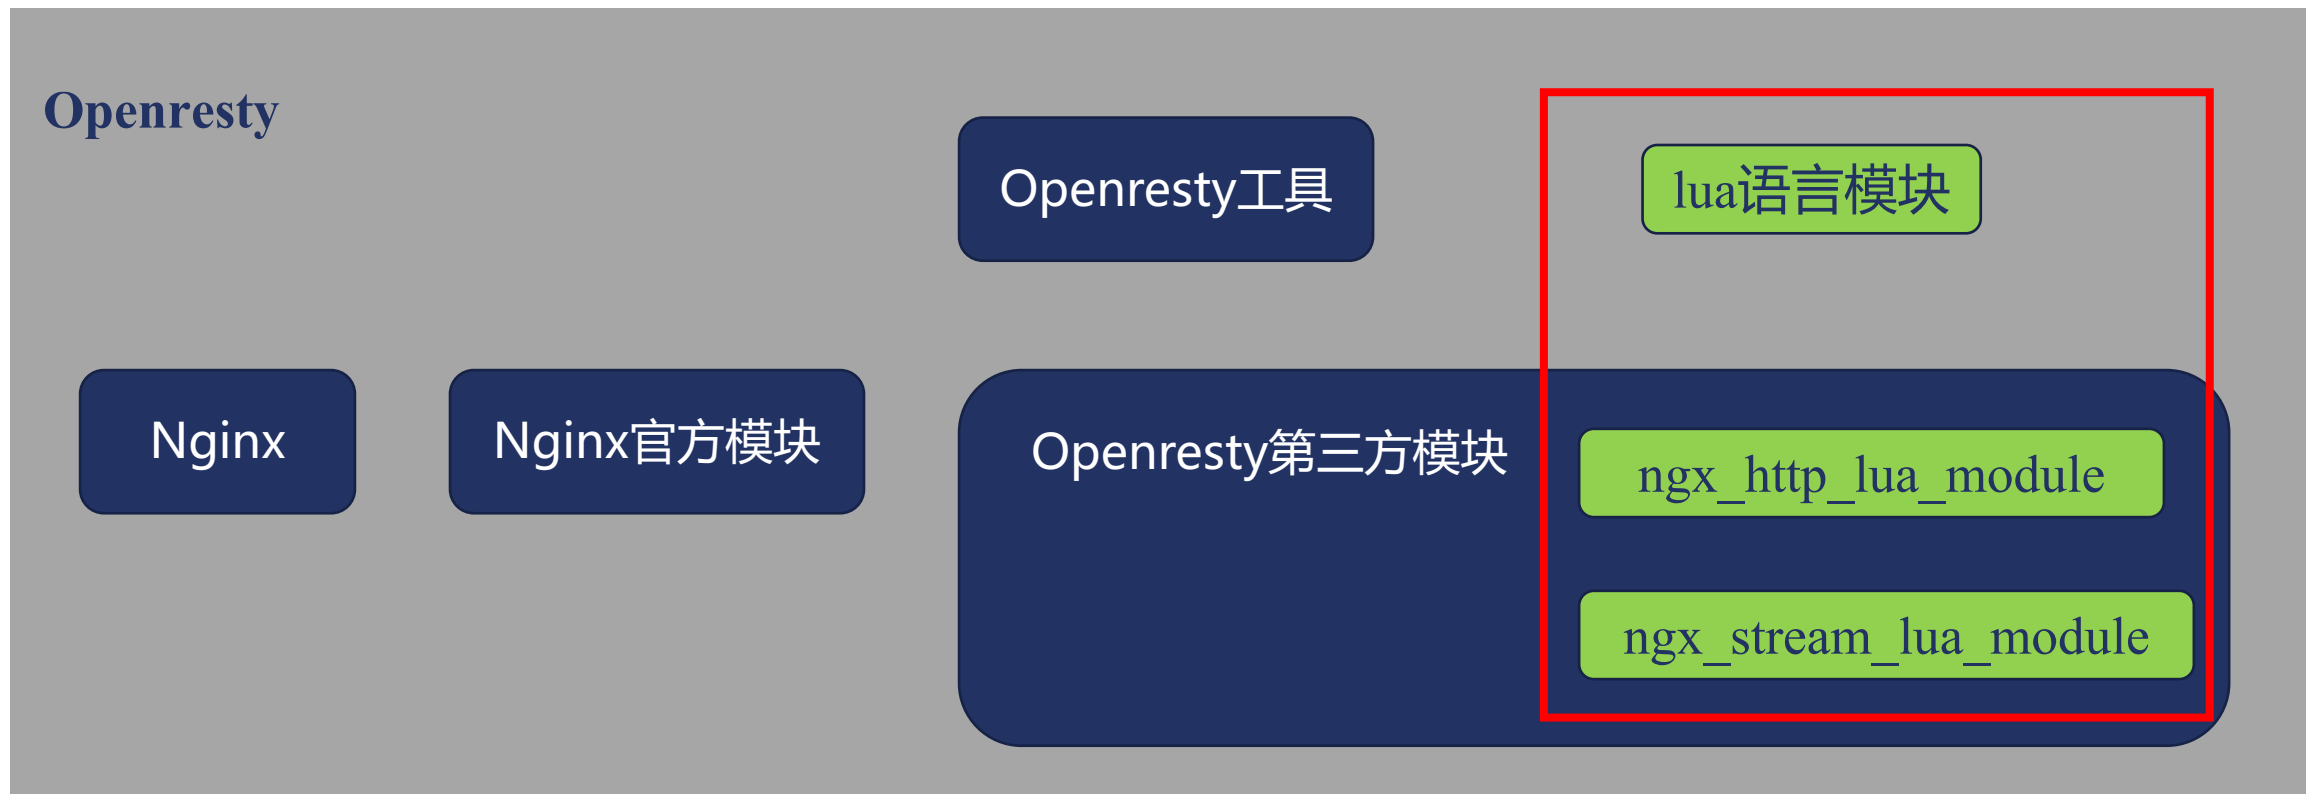 Openresty
Openresty工具
lua语言模块
Nginx
Nginx官方模块
Openresty第三方模块
ngx_http_lua_module
ngx_stream_lua_module